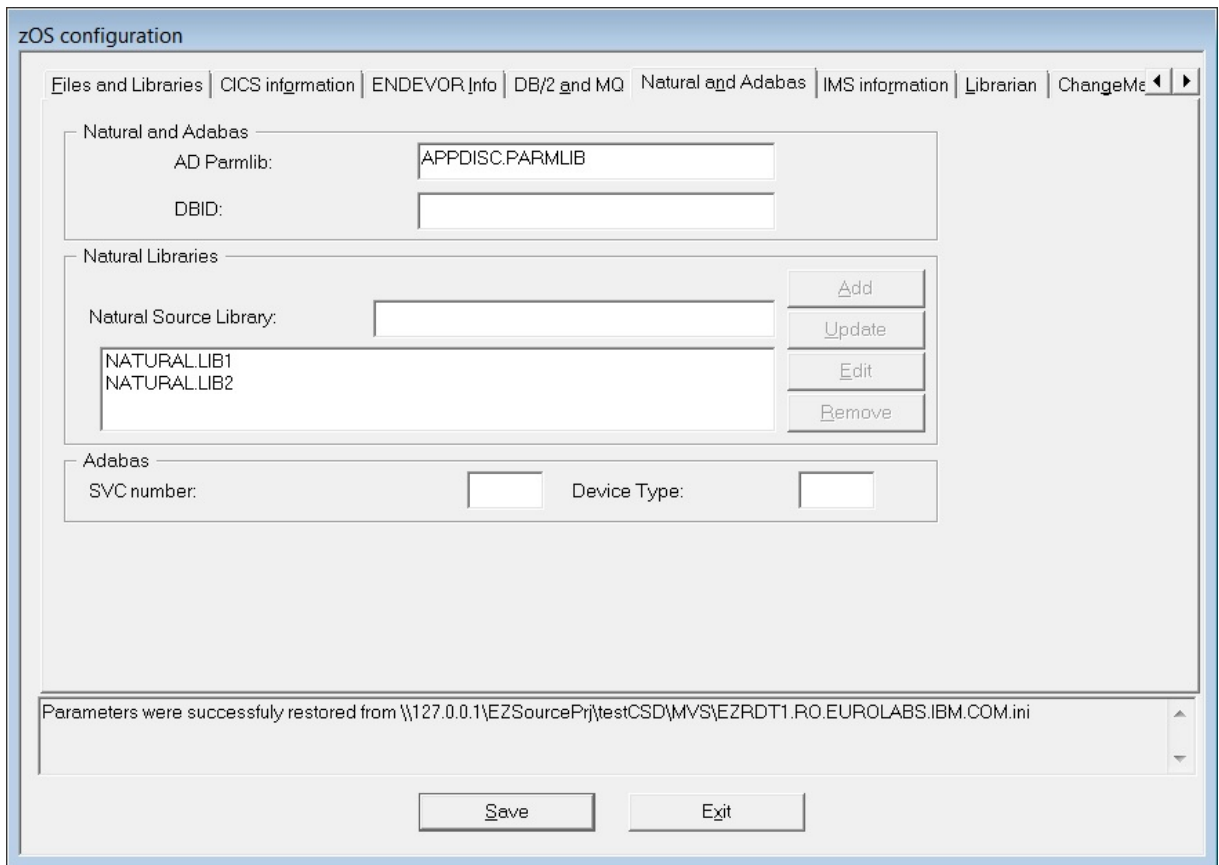 zOS configuration
Files and Libraries CICS information ENDEVOR Info DB/2 and MQ Natural and Adabas IMS information Librarian ChangeMa
Natural and Adabas
AD Parmlib: APPDISC.PARMLIB
DBID:
Natural Libraries
Add
Natural Source Library:
Update
NATURAL.LIB1
Edit
NATURAL.LIB2
Remove
Adabas
SVC number: Device Type:
Parameters were successfuly restored from \\127.0.0.1\EZSourcePrj\testCSD\MVS\EZRDT1.RO.EUROLABS.IBM.COM.ini
Save Exit